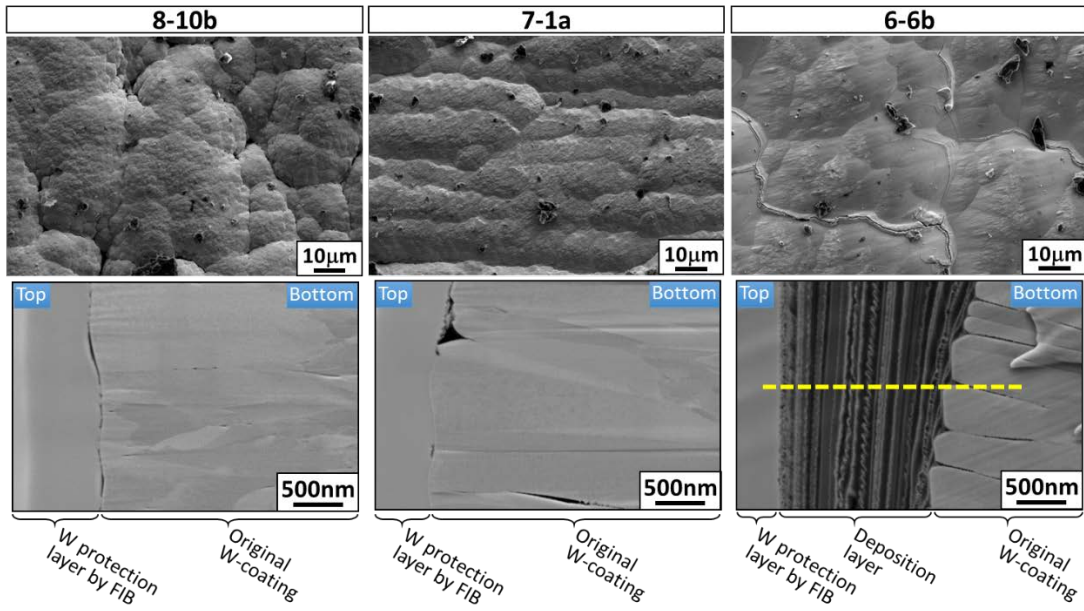 8-10b
7-1a
6-6b
10μm
10μm
10μm
Top
Bottom
Top
Bottom
Top
Bottom
500nm
500nm
500nm
W protection
layer by FIB
Original
W-coating
W protection
layer by FIB
Original
W-coating
W protection
layer by FIB
Deposition
layer
Original
W-coating